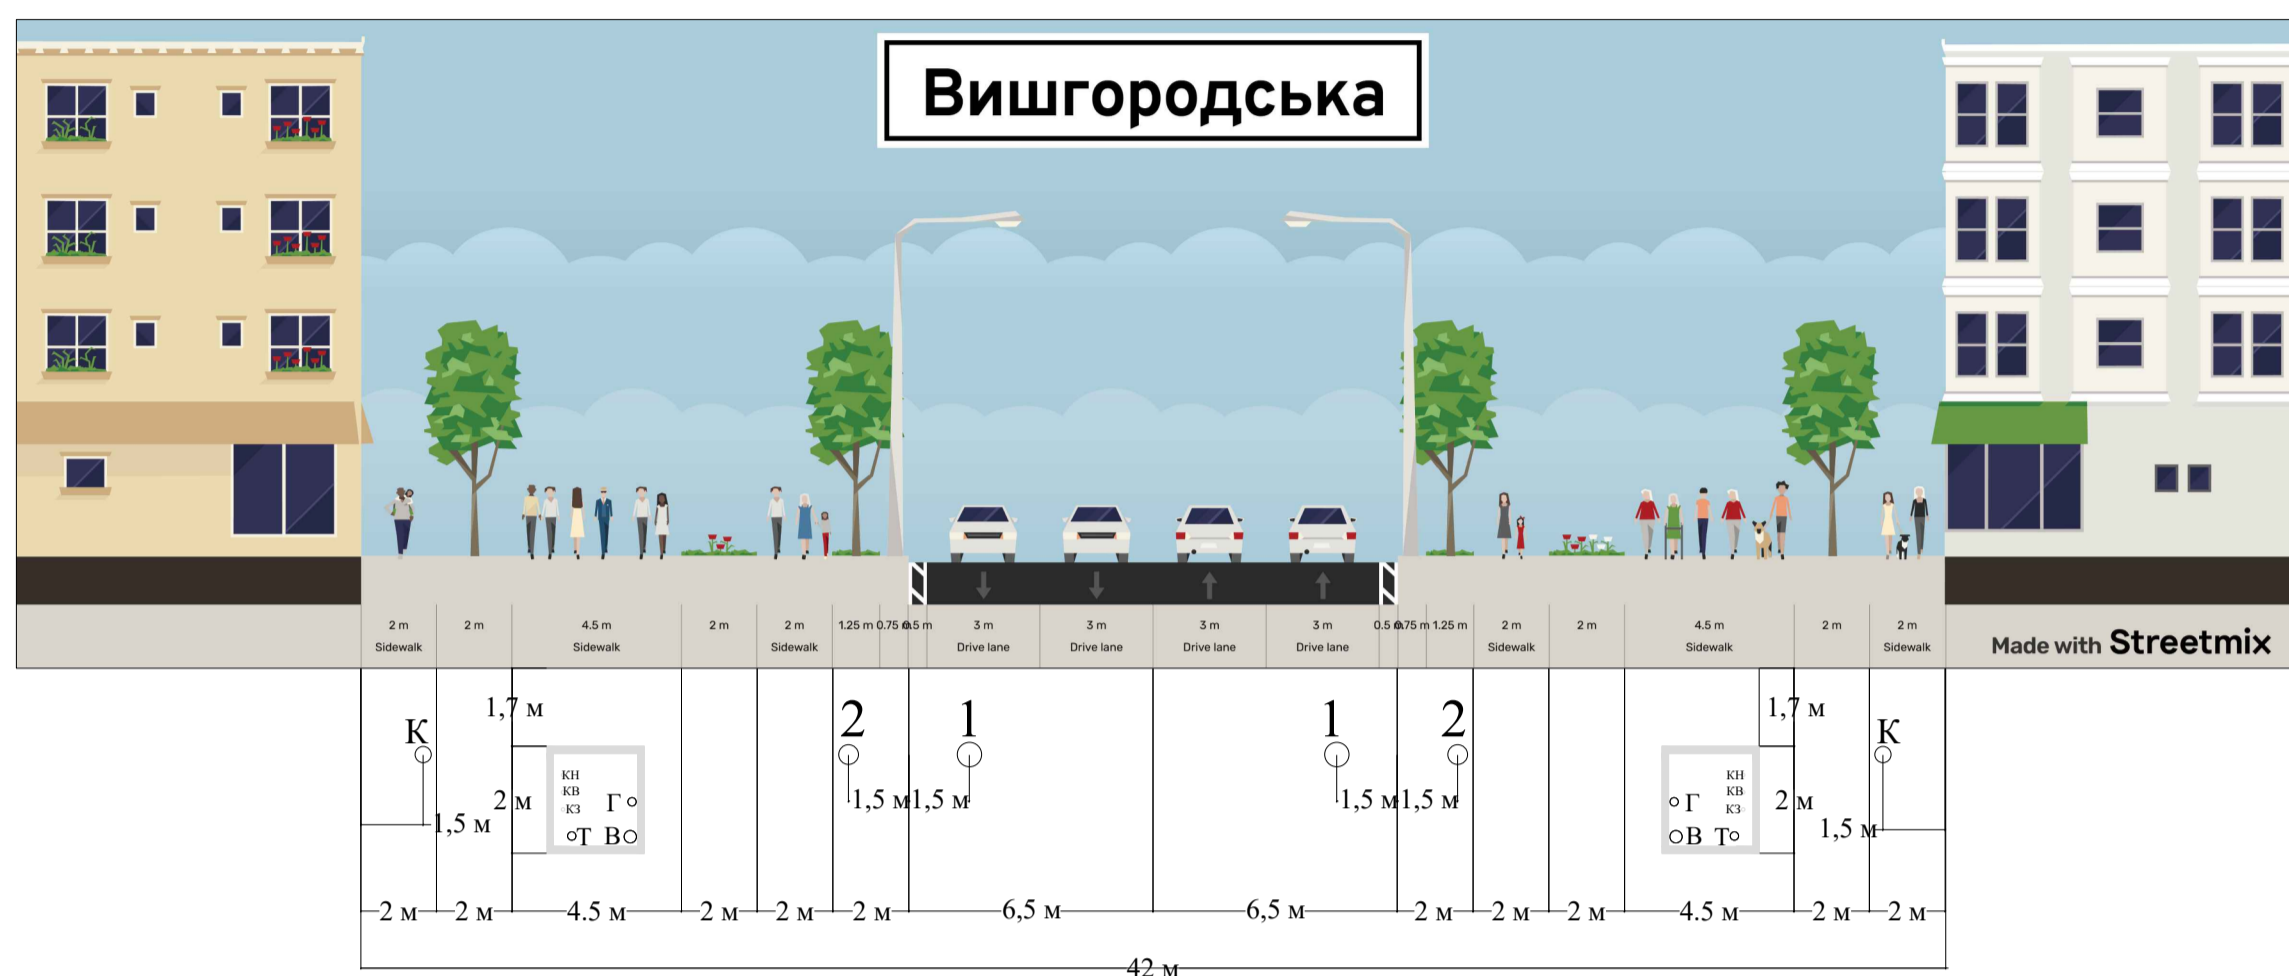 Вишгородська
2 m 2 m 4.5 m 2 m 2 m 1.25 m 0.75 m 0.5 m 3 m 3 m 3 m 3 m 0.5 m 0.75 m 1.25 m 2 m 2 m 4.5 m 2 m 2 m
Sidewalk Sidewalk Sidewalk Drive lane Drive lane Drive lane Drive lane Sidewalk Sidewalk Sidewalk
Made with Streetmix
1,7 м 1,7 м
К 2 1 1 2 К
КН КН
КВ КВ
2 м КЗ Г Г КЗ 2 м
1,5 м 1,5 м 1,5 м 1,5 м
1,5 м 1,5 м
Т В В Т
2 м 2 м 4.5 м 2 м 2 м 2 м 6,5 м 6,5 м 2 м 2 м 2 м 4.5 м 2 м 2 м
42 м